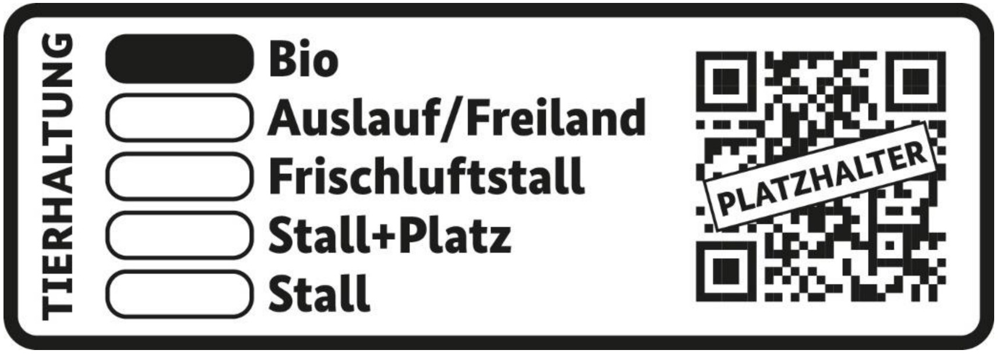 TIERHALTUNG
Bio
Auslauf/Freiland
Frischluftstall
Stall+Platz
Stall
PLATZHALTER